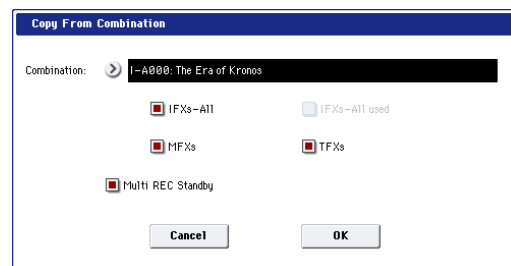 Copy From Combination
Combination: I-A000: The Era of Kronos
IFXs-All IFXs-All used
MFXs TFXs
Multi REC Standby
Cancel OK